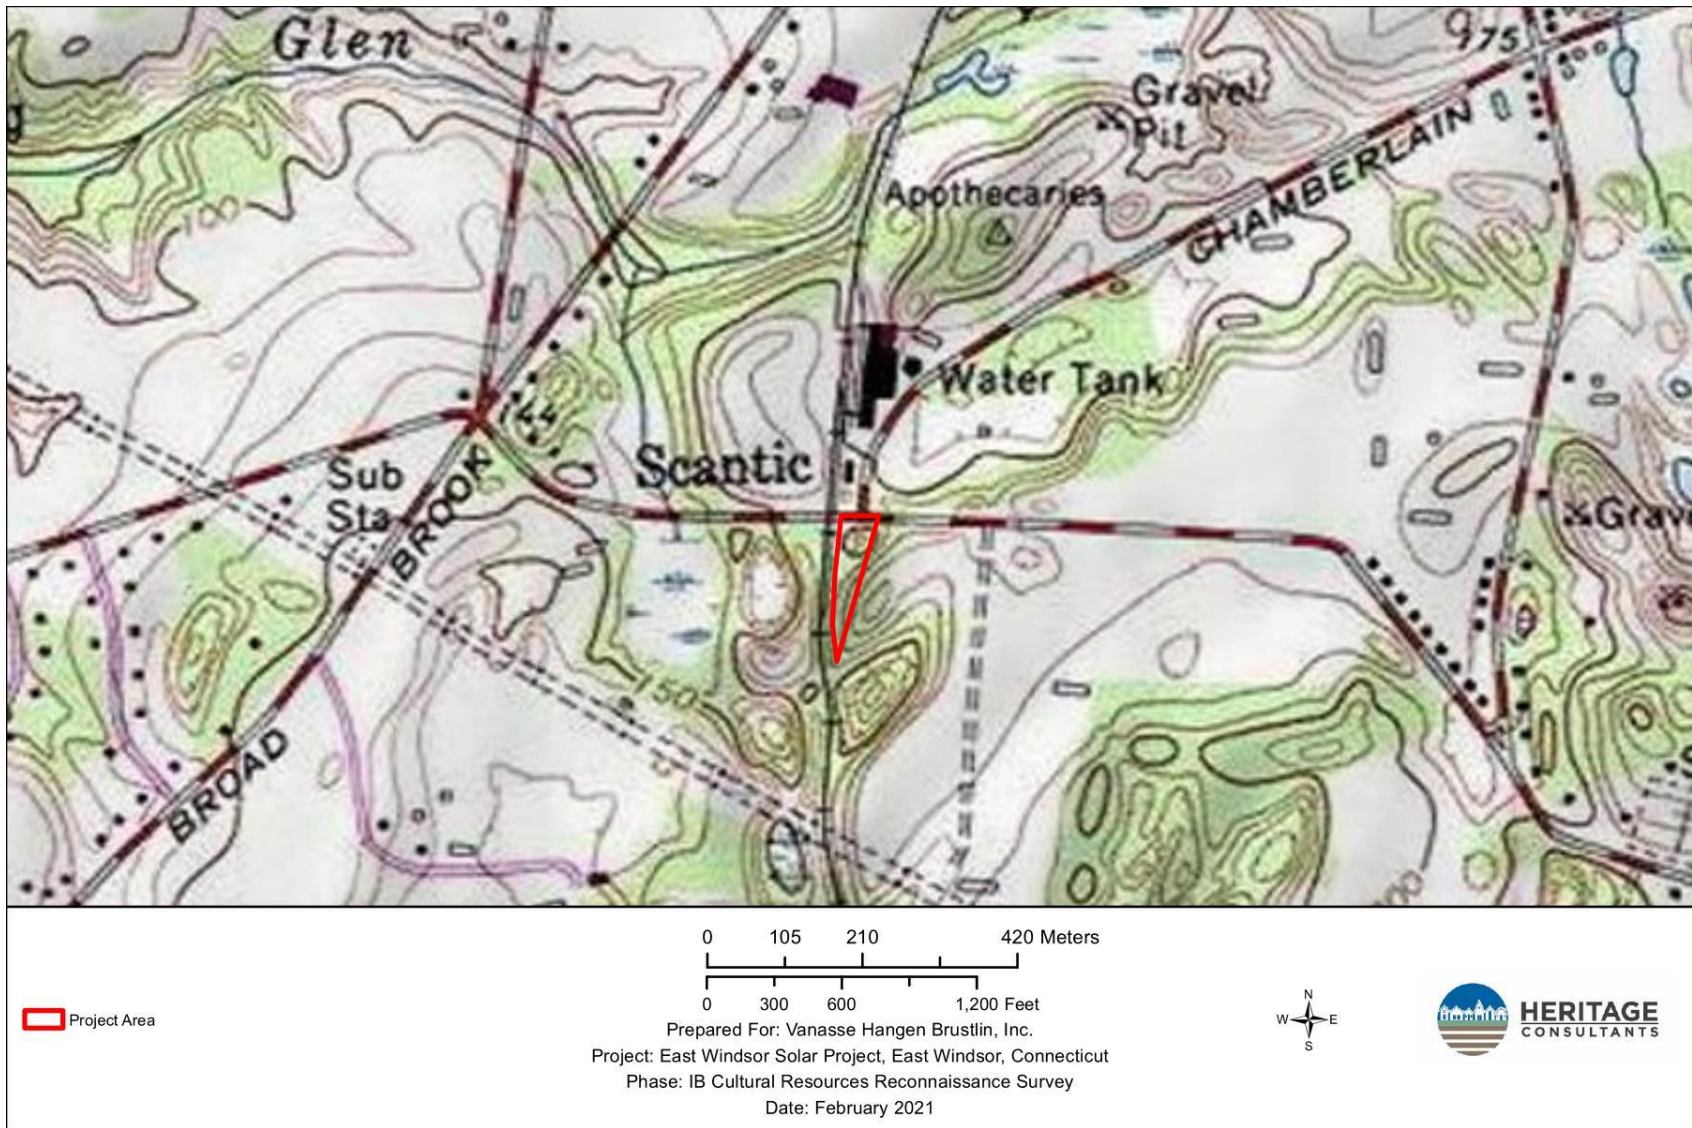 Glen
975
Gravel
Pit
CHAMBERLAIN
Apothecaries
100
Water Tank
144
Scantic
Sub
Sta
BROOK
Grave
150
BROAD
0 105 210 420 Meters
0 300 600 1,200 Feet
Project Area
Prepared For: Vanasse Hangen Brustlin, Inc.
Project: East Windsor Solar Project, East Windsor, Connecticut
Phase: IB Cultural Resources Reconnaissance Survey
Date: February 2021
N
W E
S
HERITAGE
CONSULTANTS